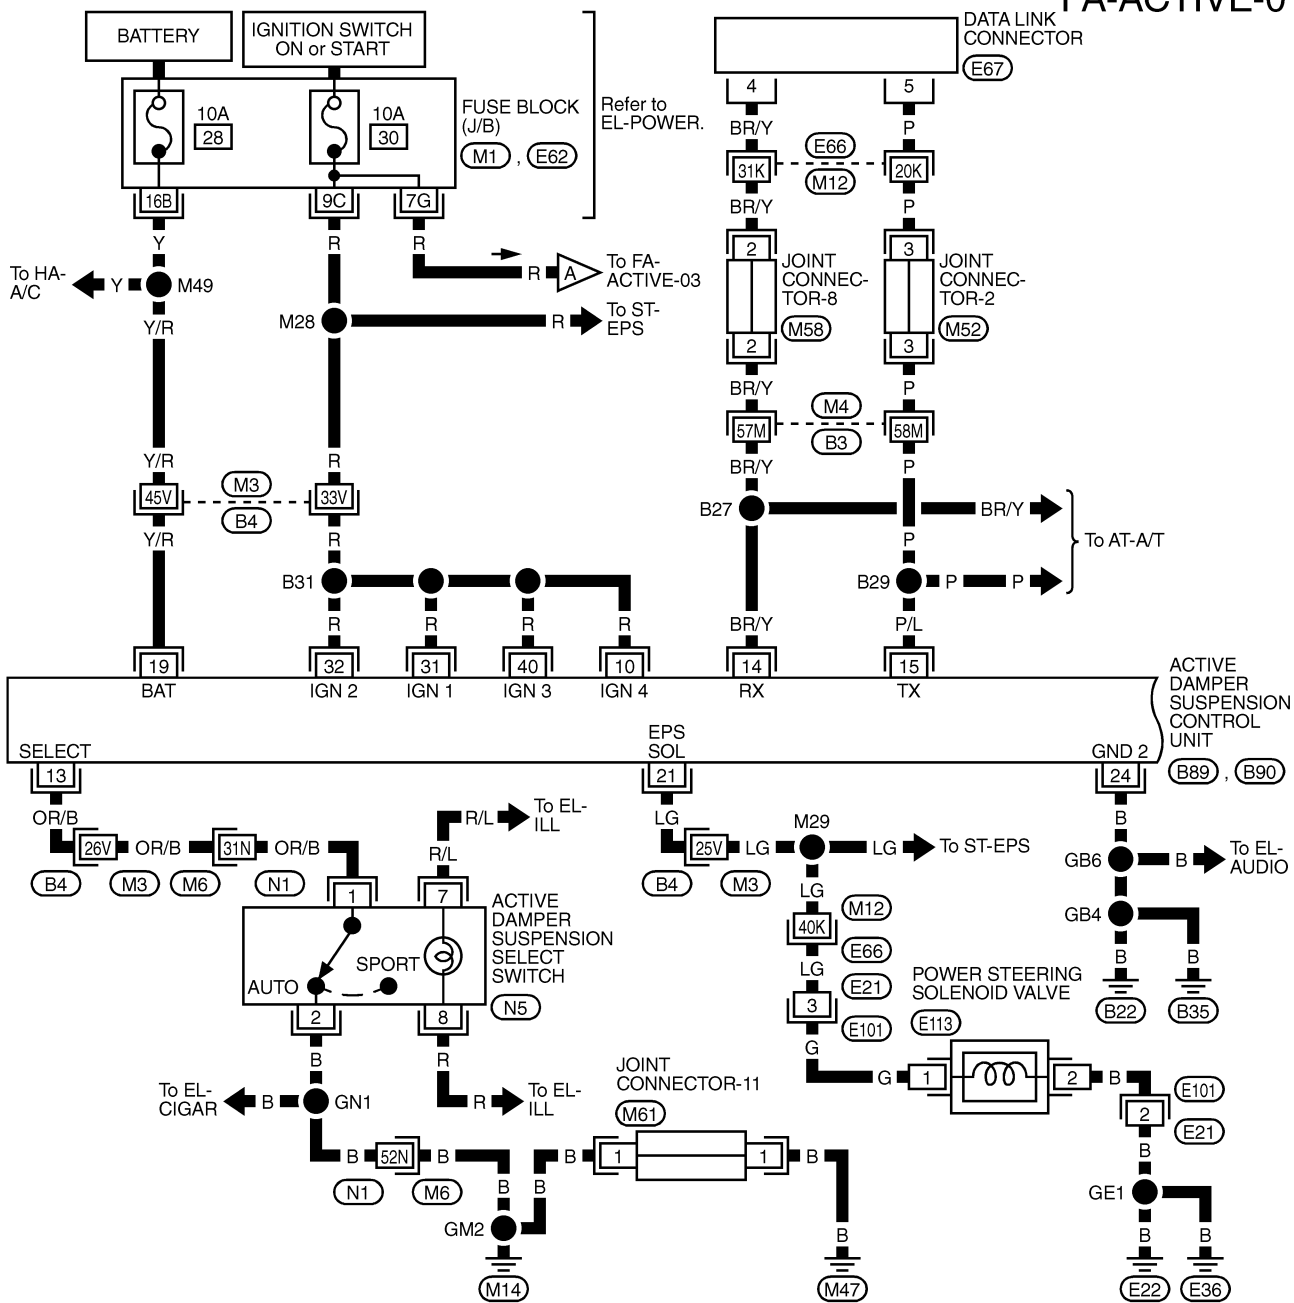 FA-ACTIVE-0
BATTERY
IGNITION SWITCH
ON or START
10A
28
10A
30
FUSE BLOCK
(J/B)
M1 , E62
Refer to
EL-POWER.
DATA LINK
CONNECTOR
E67
4
5
BR/Y
P
31K
E66
M12
20K
BR/Y
P
16B
9C
7G
Y
R
R
To HA-
A/C
Y
M49
R
A
To FA-
ACTIVE-03
Y/R
M28
R
To ST-
EPS
2
JOINT
CONNEC-
TOR-8
M58
2
3
JOINT
CONNEC-
TOR-2
M52
3
BR/Y
P
57M
M4
B3
58M
BR/Y
P
Y/R
R
45V
M3
B4
33V
Y/R
R
B27
BR/Y
P
To AT-A/T
B31
B29
P
P
R
R
R
R
BR/Y
P/L
19
32
31
40
10
14
15
BAT
IGN 2
IGN 1
IGN 3
IGN 4
RX
TX
ACTIVE
DAMPER
SUSPENSION
CONTROL
UNIT
B89 , B90
SELECT
EPS
SOL
GND 2
13
21
24
OR/B
26V
OR/B
31N
OR/B
B4
M3
M6
N1
R/L
To EL-
ILL
R/L
LG
25V
LG
M29
LG
To ST-EPS
B4
M3
LG
M12
40K
E66
LG
E21
3
E101
G
B
GB6
B
To EL-
AUDIO
GB4
B
B
B22
B35
1
7
ACTIVE
DAMPER
SUSPENSION
SELECT
SWITCH
N5
AUTO
SPORT
2
8
B
R
To EL-
CIGAR
B
GN1
R
To EL-
ILL
POWER STEERING
SOLENOID VALVE
E113
G
1
2
B
E101
2
E21
B
GE1
B
B
E22
E36
JOINT
CONNECTOR-11
M61
B
52N
B
B
1
1
B
N1
M6
B
B
GM2
B
M14
M47